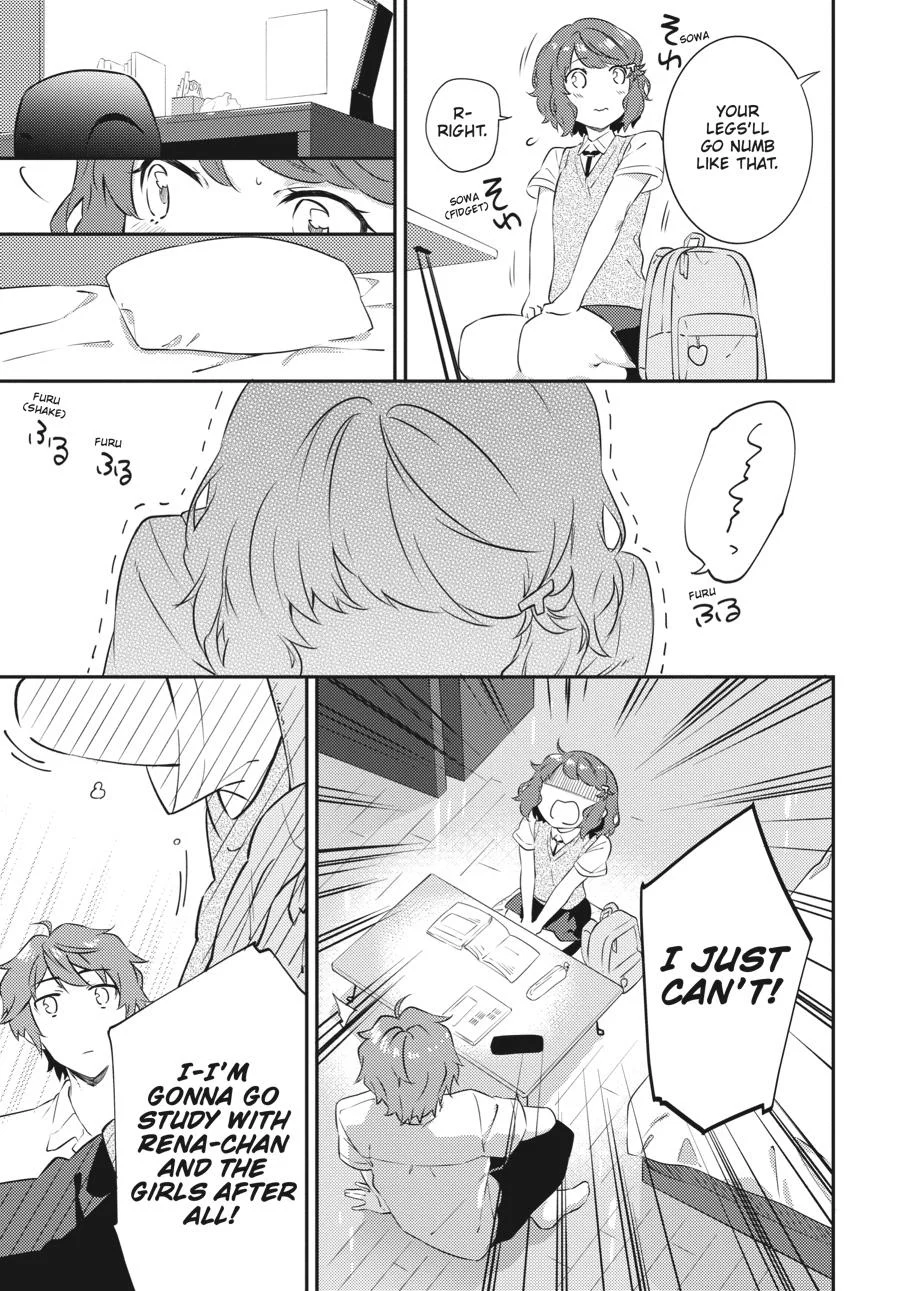 YOUR
LEGS'LL
GO NUMB
LIKE THAT.
そわ
SOWA
R-
RIGHT.
そわ
SOWA
(FIDGET)
FURU
ふる
FURU
ふる
FURU
(SHAKE)
ふる
I JUST
CAN'T!
I-I'M
GONNA GO
STUDY WITH
RENA-CHAN
AND THE
GIRLS AFTER
ALL!